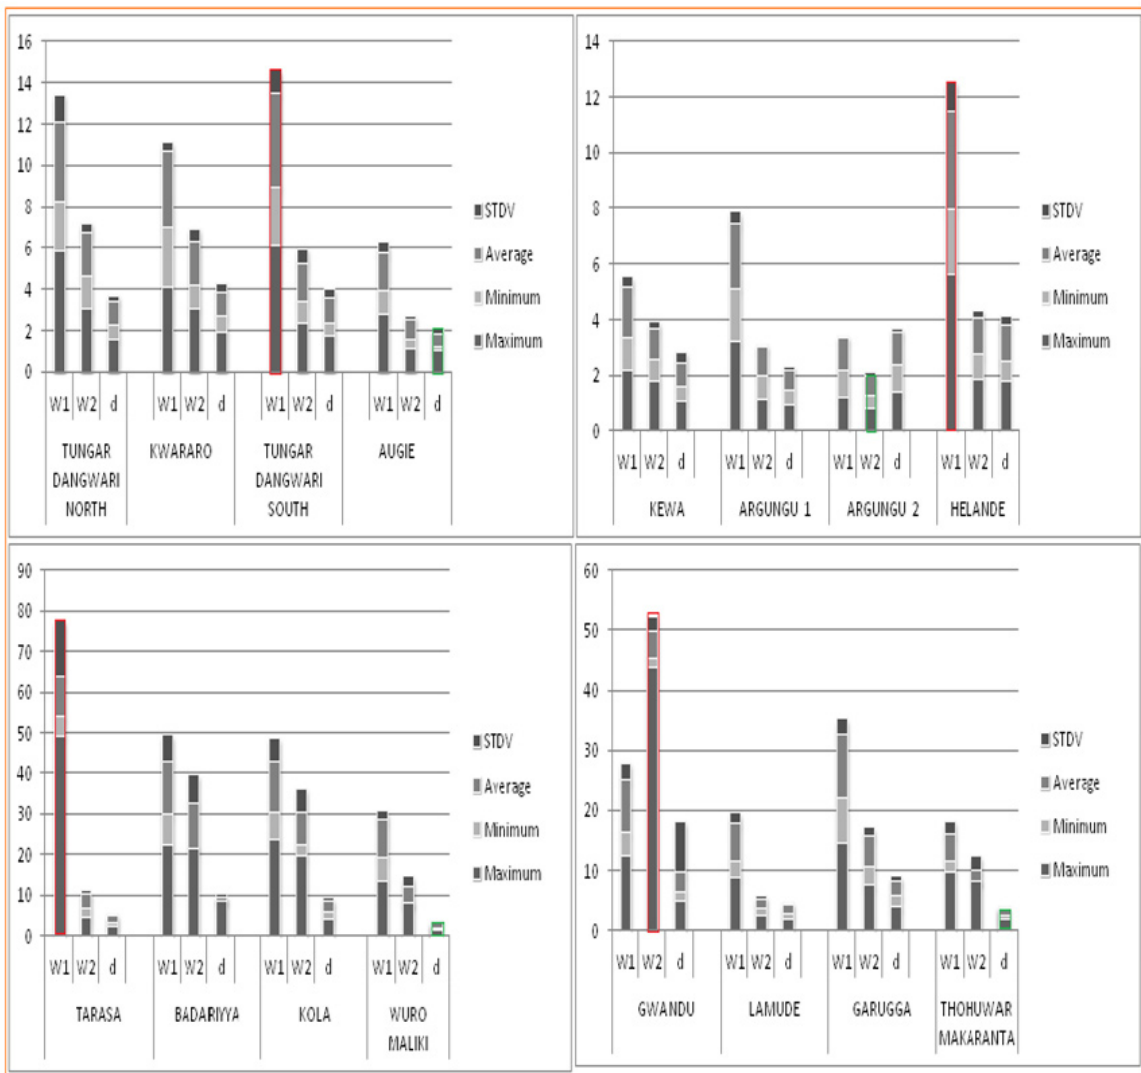 16
14
12
10
8
6
4
2
0
W1 W2 d W1 W2 d W1 W2 d W1 W2 d
TUNGAR DANGWARI NORTH
KWARARO
TUNGAR DANGWARI SOUTH
AUGIE
STDV
Average
Minimum
Maximum
14
12
10
8
6
4
2
0
W1 W2 d W1 W2 d W1 W2 d W1 W2 d
KEWA ARGUNGU 1 ARGUNGU 2 HELANDE
STDV
Average
Minimum
Maximum
90
80
70
60
50
40
30
20
10
0
W1 W2 d W1 W2 d W1 W2 d W1 W2 d
TARASA BADARIYYA KOLA WURO MALIKI
STDV
Average
Minimum
Maximum
60
50
40
30
20
10
0
W1 W2 d W1 W2 d W1 W2 d W1 W2 d
GWANDU LAMUDE GARUGGA THOHUWAR MAKARANTA
STDV
Average
Minimum
Maximum